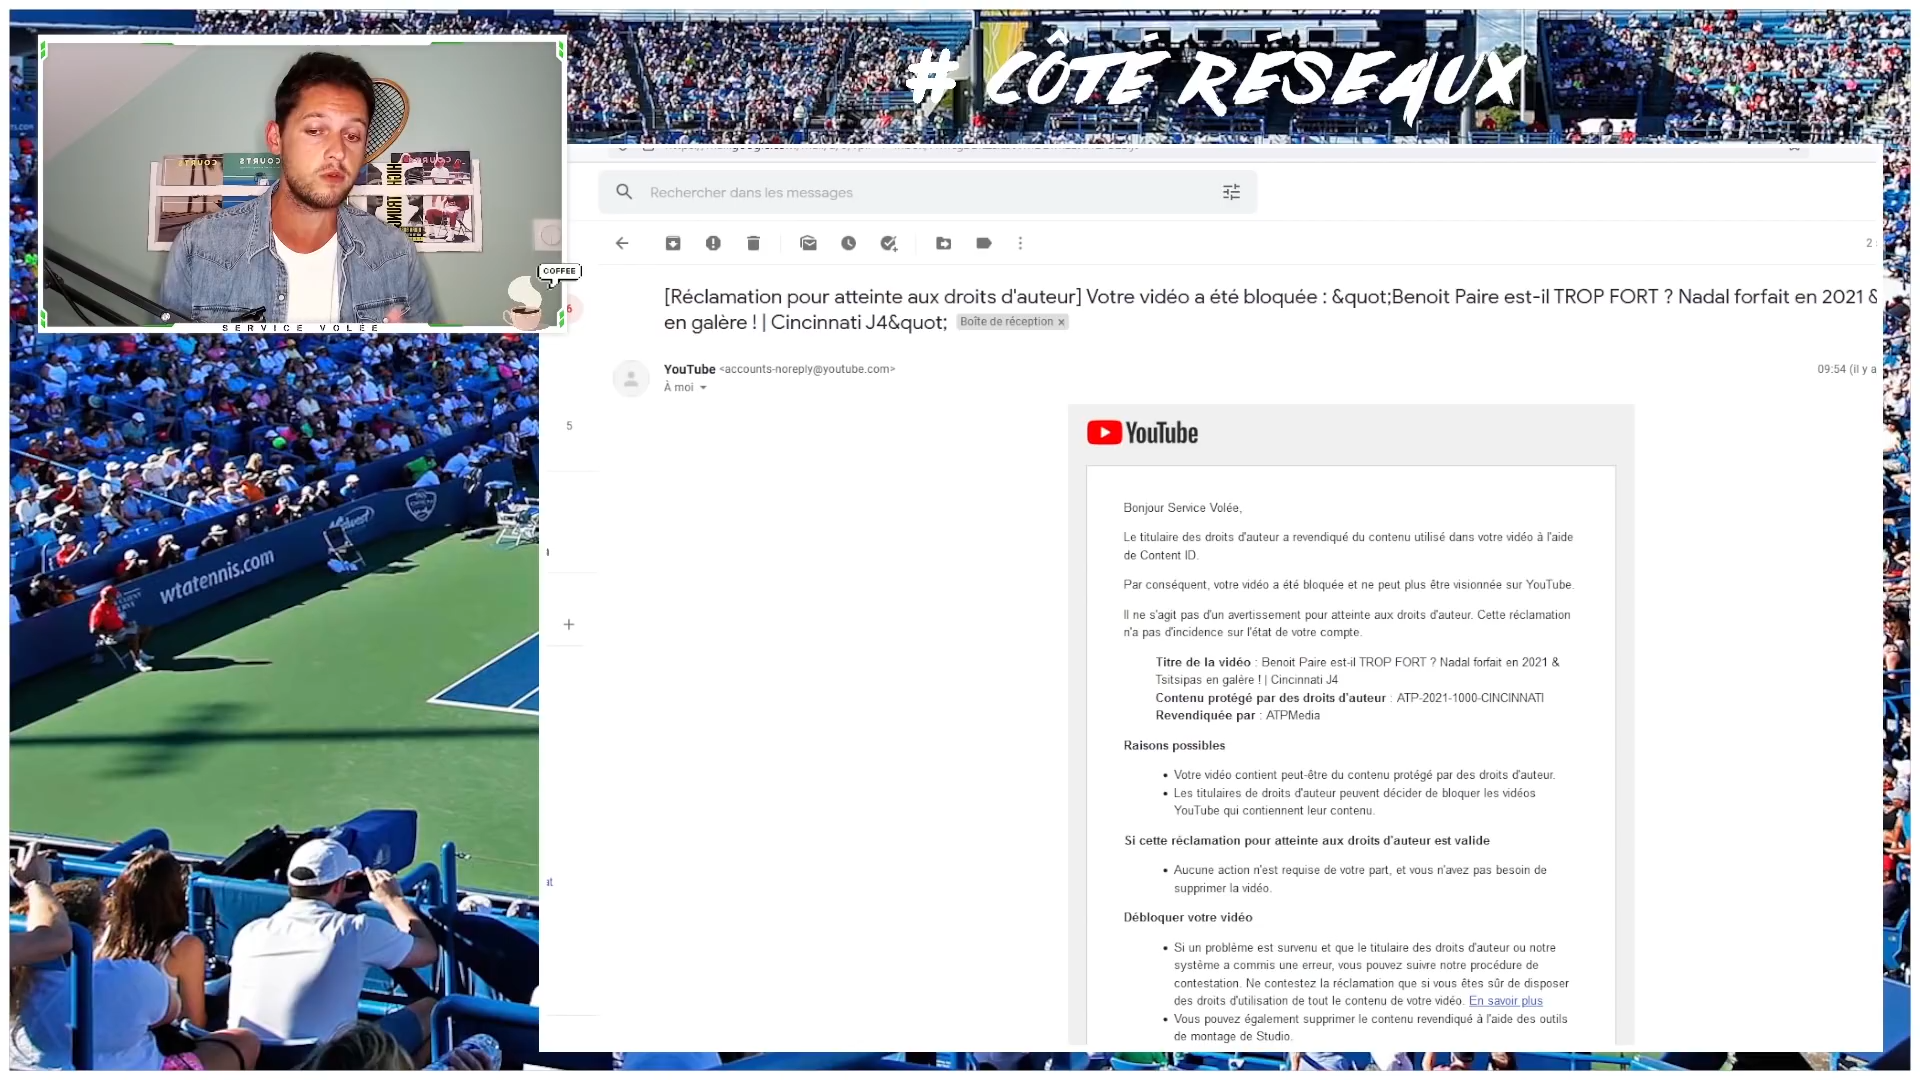 # CÔTÉ RÉSEAUX
COFFEE
SERVICE VOLÉE
wtatennis.com
Rechercher dans les messages
2
[Réclamation pour atteinte aux droits d'auteur] Votre vidéo a été bloquée : &quot;Benoit Paire est-il TROP FORT ? Nadal forfait en 2021 &
en galère ! | Cincinnati J4&quot; Boîte de réception ×
6
YouTube <accounts-noreply@youtube.com>
09:54 (il y a
À moi
5
YouTube
Bonjour Service Volée,
Le titulaire des droits d'auteur a revendiqué du contenu utilisé dans votre vidéo à l'aide
de Content ID.
Par conséquent, votre vidéo a été bloquée et ne peut plus être visionnée sur YouTube.
Il ne s'agit pas d'un avertissement pour atteinte aux droits d'auteur. Cette réclamation
n'a pas d'incidence sur l'état de votre compte.
Titre de la vidéo : Benoit Paire est-il TROP FORT ? Nadal forfait en 2021 &
Tsitsipas en galère ! | Cincinnati J4
Contenu protégé par des droits d'auteur : ATP-2021-1000-CINCINNATI
Revendiquée par : ATPMedia
Raisons possibles
• Votre vidéo contient peut-être du contenu protégé par des droits d'auteur.
• Les titulaires de droits d'auteur peuvent décider de bloquer les vidéos
YouTube qui contiennent leur contenu.
Si cette réclamation pour atteinte aux droits d'auteur est valide
• Aucune action n'est requise de votre part, et vous n'avez pas besoin de
supprimer la vidéo.
Débloquer votre vidéo
• Si un problème est survenu et que le titulaire des droits d'auteur ou notre
système a commis une erreur, vous pouvez suivre notre procédure de
contestation. Ne contestez la réclamation que si vous êtes sûr de disposer
des droits d'utilisation de tout le contenu de votre vidéo. En savoir plus
• Vous pouvez également supprimer le contenu revendiqué à l'aide des outils
de montage de Studio.